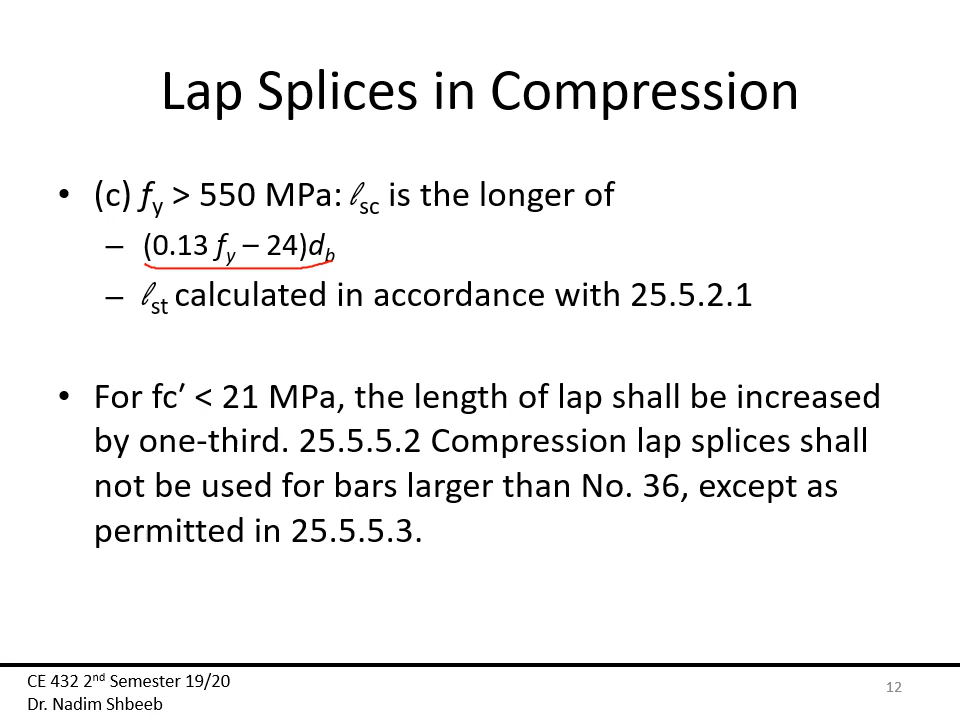 Lap Splices in Compression
• (c) fy > 550 MPa: ℓsc is the longer of
– (0.13 fy – 24)db
– ℓst calculated in accordance with 25.5.2.1
• For fc′ < 21 MPa, the length of lap shall be increased
by one-third. 25.5.5.2 Compression lap splices shall
not be used for bars larger than No. 36, except as
permitted in 25.5.5.3.
CE 432 2nd Semester 19/20
Dr. Nadim Shbeeb
12